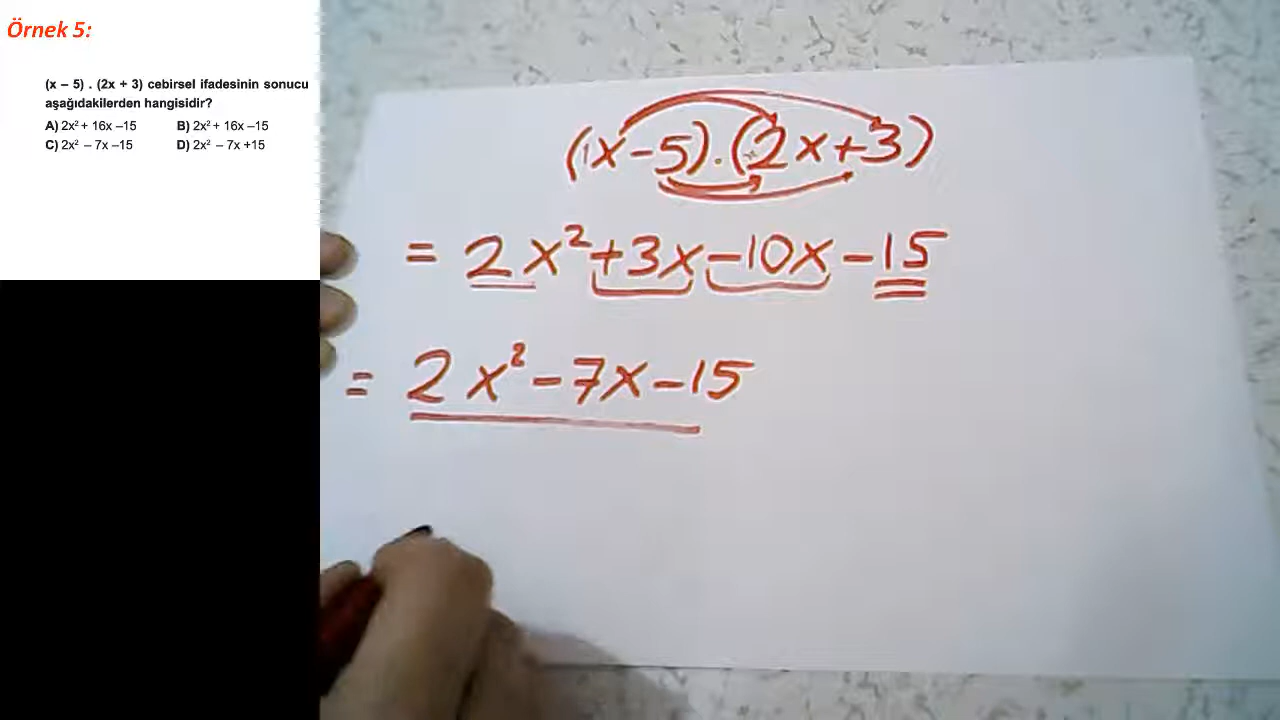 Örnek 5:
(x – 5) . (2x + 3) cebirsel ifadesinin sonucu
aşağıdakilerden hangisidir?
A) 2x² + 16x –15 B) 2x² + 16x –15
C) 2x² – 7x –15 D) 2x² – 7x +15
(1x-5).(2x+3)
= 2x²+3x-10x-15
= 2x²-7x-15